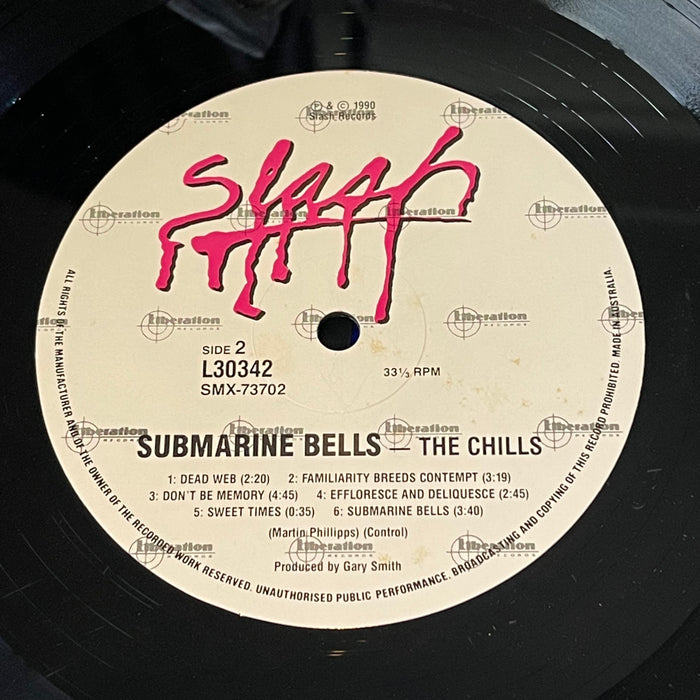 ℗ & © 1990
Slash Records
Slash
Liberation
RECORDS
SIDE 2
L30342
SMX-73702
33⅓ RPM
SUBMARINE BELLS – THE CHILLS
1: DEAD WEB (2:20) 2: FAMILIARITY BREEDS CONTEMPT (3:19)
3: DON'T BE MEMORY (4:45) 4: EFFLORESCE AND DELIQUESCE (2:45)
5: SWEET TIMES (0:35) 6: SUBMARINE BELLS (3:40)
(Martin Phillipps) (Control)
Produced by Gary Smith
ALL RIGHTS OF THE MANUFACTURER AND OF THE OWNER OF THE RECORDED WORK RESERVED. UNAUTHORISED PUBLIC PERFORMANCE, BROADCASTING AND COPYING OF THIS RECORD PROHIBITED. MADE IN AUSTRALIA.